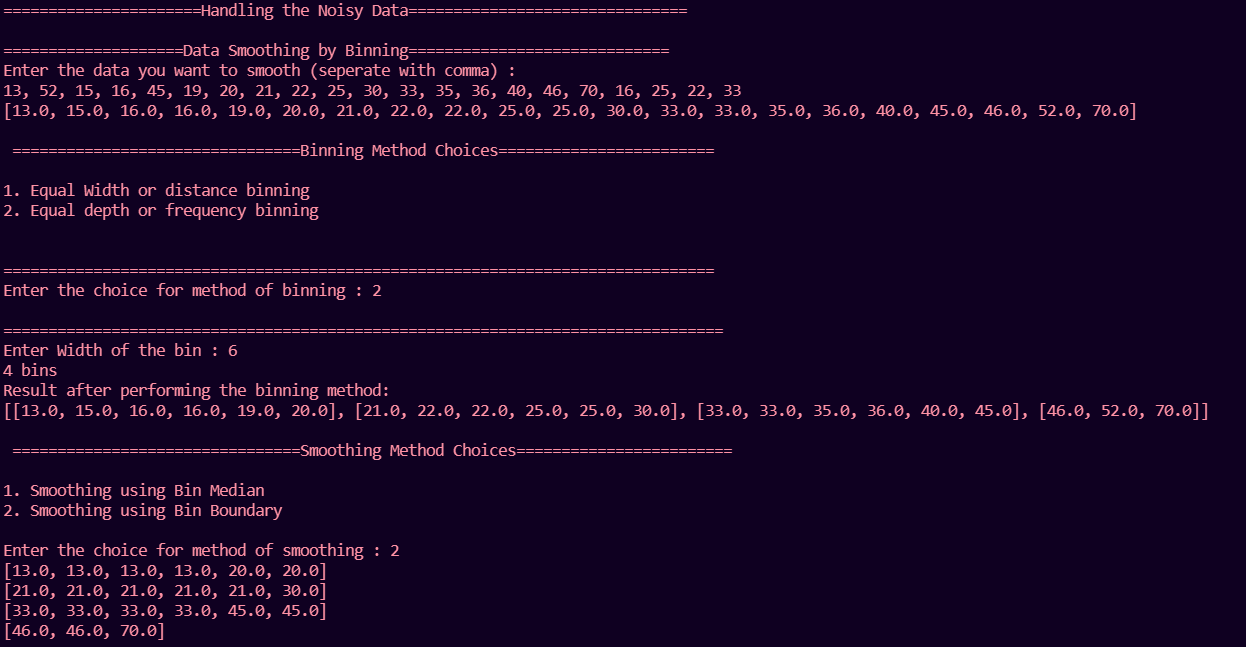 ======================Handling the Noisy Data===============================
====================Data Smoothing by Binning=============================
Enter the data you want to smooth (seperate with comma) :
13, 52, 15, 16, 45, 19, 20, 21, 22, 25, 30, 33, 35, 36, 40, 46, 70, 16, 25, 22, 33
[13.0, 15.0, 16.0, 16.0, 19.0, 20.0, 21.0, 22.0, 22.0, 25.0, 25.0, 30.0, 33.0, 33.0, 35.0, 36.0, 40.0, 45.0, 46.0, 52.0, 70.0]
 ================================Binning Method Choices========================
1. Equal Width or distance binning
2. Equal depth or frequency binning
===============================================================================
Enter the choice for method of binning : 2
================================================================================
Enter Width of the bin : 6
4 bins
Result after performing the binning method:
[[13.0, 15.0, 16.0, 16.0, 19.0, 20.0], [21.0, 22.0, 22.0, 25.0, 25.0, 30.0], [33.0, 33.0, 35.0, 36.0, 40.0, 45.0], [46.0, 52.0, 70.0]]
 ================================Smoothing Method Choices========================
1. Smoothing using Bin Median
2. Smoothing using Bin Boundary
Enter the choice for method of smoothing : 2
[13.0, 13.0, 13.0, 13.0, 20.0, 20.0]
[21.0, 21.0, 21.0, 21.0, 21.0, 30.0]
[33.0, 33.0, 33.0, 33.0, 45.0, 45.0]
[46.0, 46.0, 70.0]